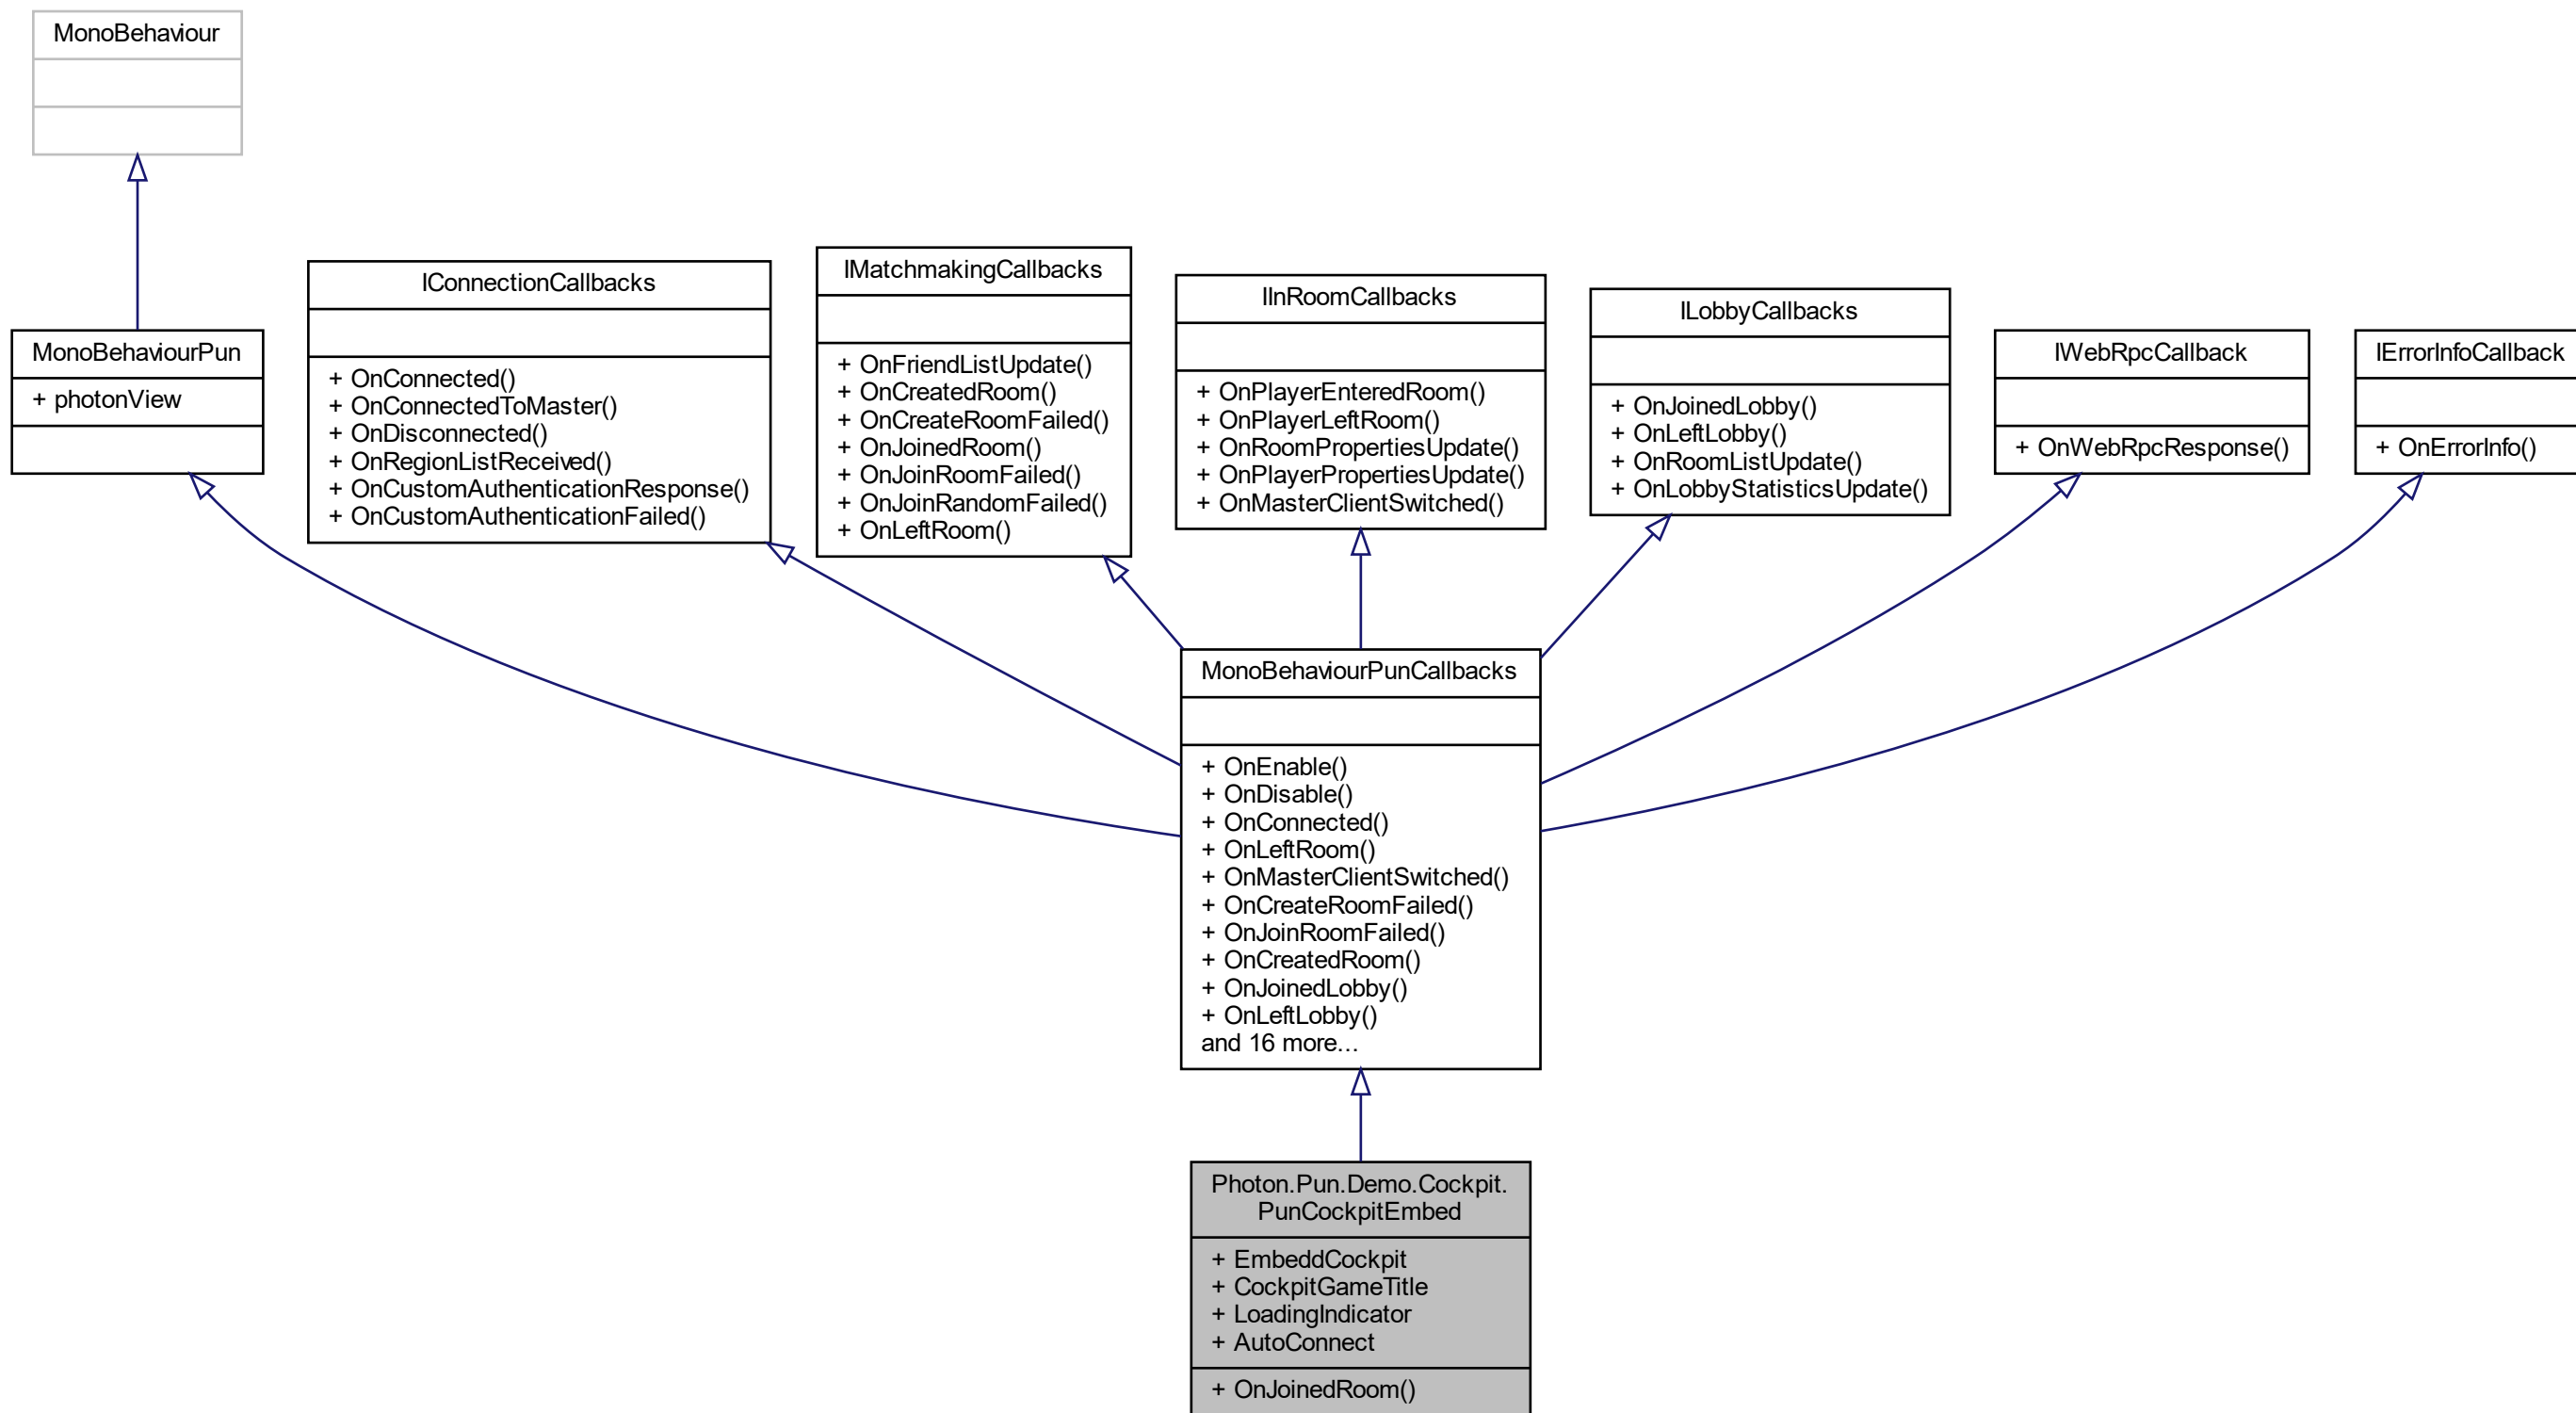 MonoBehaviour
MonoBehaviourPun
+ photonView
IConnectionCallbacks
+ OnConnected()
+ OnConnectedToMaster()
+ OnDisconnected()
+ OnRegionListReceived()
+ OnCustomAuthenticationResponse()
+ OnCustomAuthenticationFailed()
IMatchmakingCallbacks
+ OnFriendListUpdate()
+ OnCreatedRoom()
+ OnCreateRoomFailed()
+ OnJoinedRoom()
+ OnJoinRoomFailed()
+ OnJoinRandomFailed()
+ OnLeftRoom()
IInRoomCallbacks
+ OnPlayerEnteredRoom()
+ OnPlayerLeftRoom()
+ OnRoomPropertiesUpdate()
+ OnPlayerPropertiesUpdate()
+ OnMasterClientSwitched()
ILobbyCallbacks
+ OnJoinedLobby()
+ OnLeftLobby()
+ OnRoomListUpdate()
+ OnLobbyStatisticsUpdate()
IWebRpcCallback
+ OnWebRpcResponse()
IErrorInfoCallback
+ OnErrorInfo()
MonoBehaviourPunCallbacks
+ OnEnable()
+ OnDisable()
+ OnConnected()
+ OnLeftRoom()
+ OnMasterClientSwitched()
+ OnCreateRoomFailed()
+ OnJoinRoomFailed()
+ OnCreatedRoom()
+ OnJoinedLobby()
+ OnLeftLobby()
and 16 more...
Photon.Pun.Demo.Cockpit.
PunCockpitEmbed
+ EmbeddCockpit
+ CockpitGameTitle
+ LoadingIndicator
+ AutoConnect
+ OnJoinedRoom()